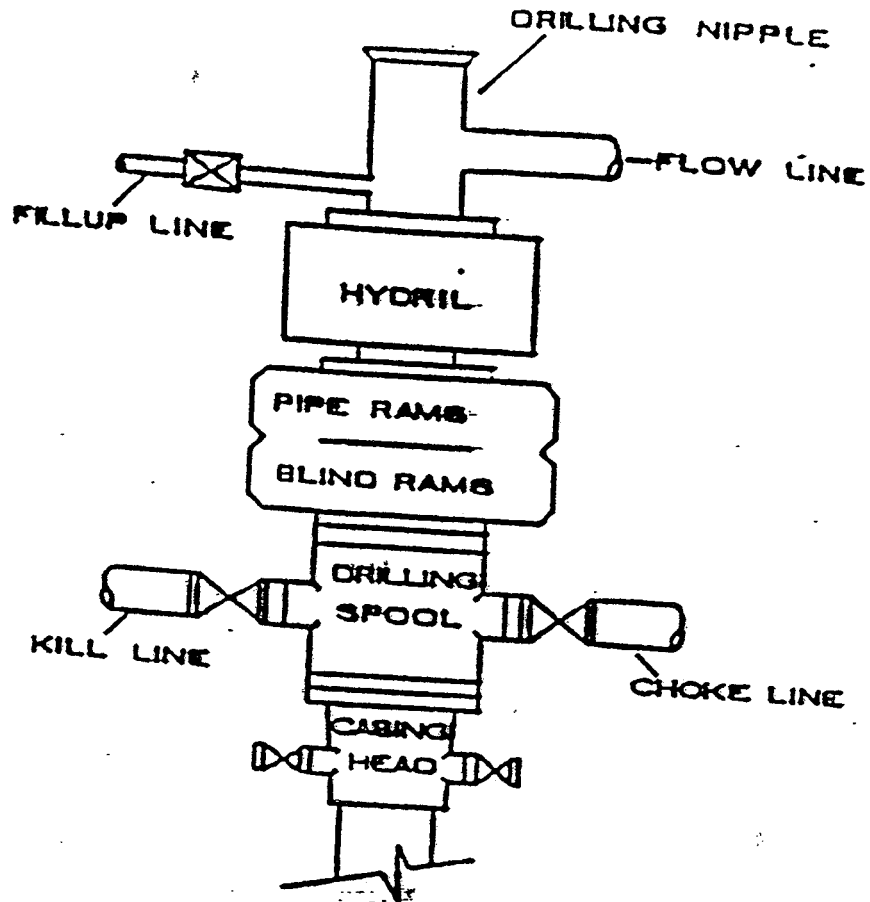 DRILLING NIPPLE
FLOW LINE
FILLUP LINE
HYDRIL
PIPE RAMS
BLIND RAMS
DRILLING
SPOOL
KILL LINE
CHOKE LINE
CASING
HEAD